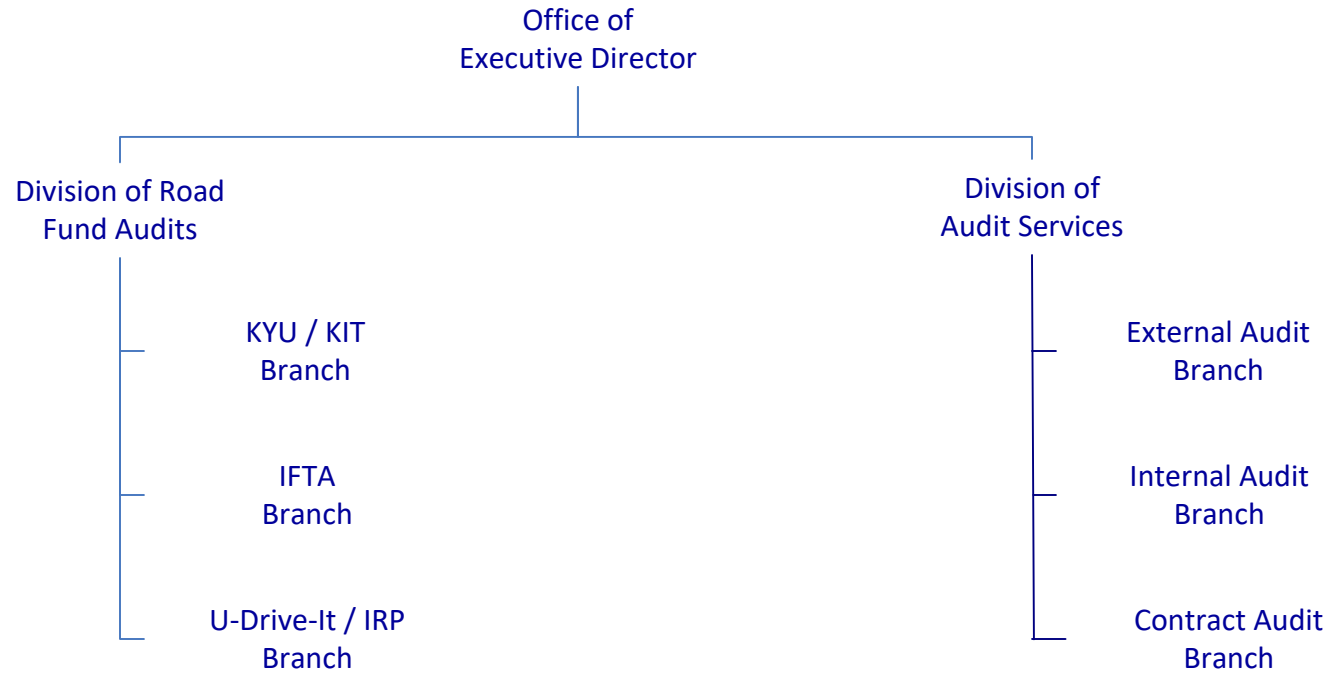 Office of
Executive Director
Division of Road
Fund Audits
Division of
Audit Services
KYU / KIT
Branch
External Audit
Branch
IFTA
Branch
Internal Audit
Branch
U-Drive-It / IRP
Branch
Contract Audit
Branch